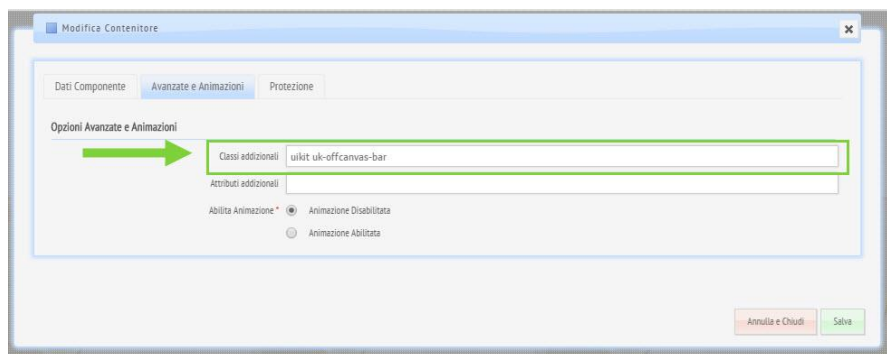 Modifica Contenitore
Dati Componente Avanzate e Animazioni Protezione
Opzioni Avanzate e Animazioni
Classi addizionali uikit uk-offcanvas-bar
Attributi addizionali
Abilita Animazione * Animazione Disabilitata
Animazione Abilitata
Annulla e Chiudi Salva